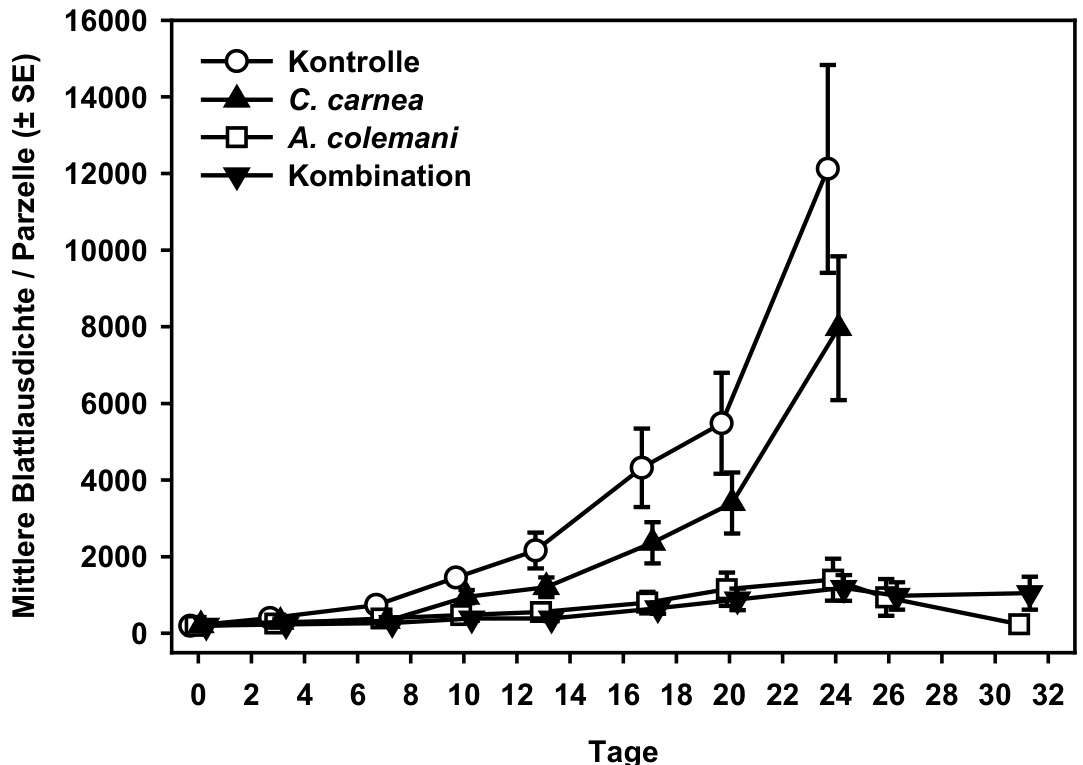 16000
14000
12000
10000
8000
6000
4000
2000
0
Mittlere Blattlausdichte / Parzelle (± SE)
Kontrolle
C. carnea
A. colemani
Kombination
0 2 4 6 8 10 12 14 16 18 20 22 24 26 28 30 32
Tage